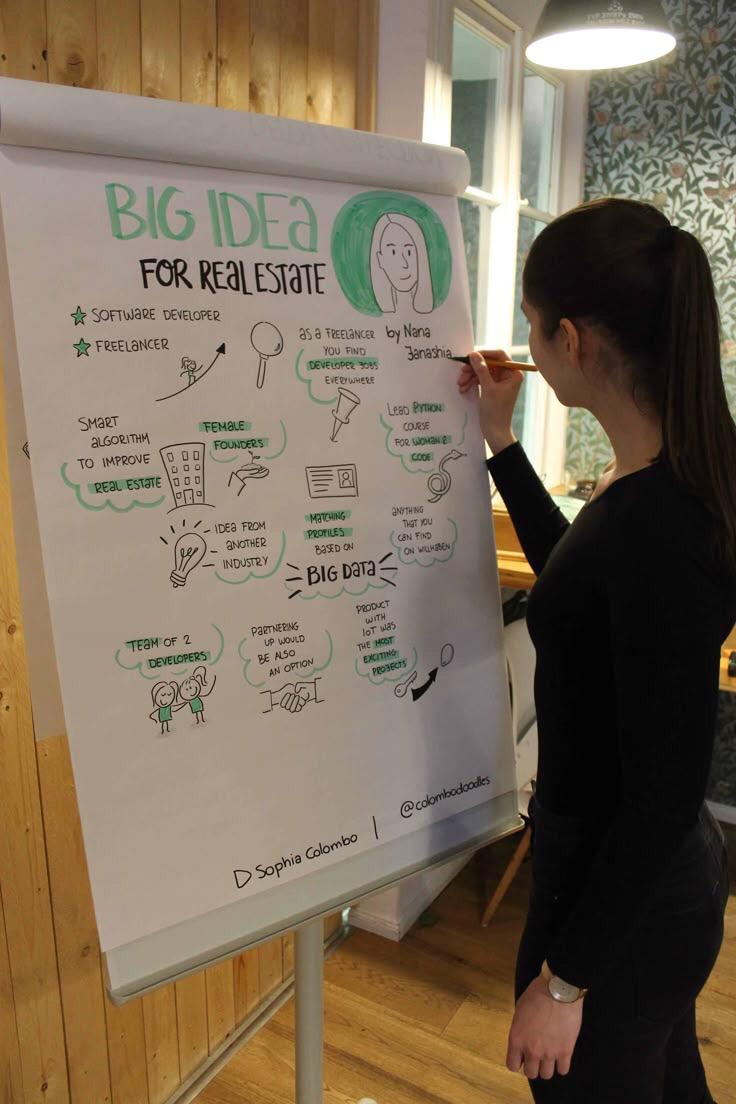 BIG IDEa
FOR REaLESTaTE
SOFTWARE DEVELOPER
FREELANCER
as a FREELANCER
YOU FIND
DEVELOPER JOBS
EVERYWHERE
by Nana
Janashia
SMART
ALGORITHM
TO IMPROVE
REAL ESTATE
FEMALE
FOUNDERS
LEAD PYTHON
COURSE
FOR WOMAN &
CODE
IDEA FROM
ANOTHER
INDUSTRY
MATCHING
PROFILES
BASED ON
BIG DATA
ANYTHING
THAT YOU
CAN FIND
ON WILLHABEN
TEAM OF 2
DEVELOPERS
PARTNERING
UP WOULD
BE ALSO
AN OPTION
PRODUCT
WITH
IoT WAS
THE MOST
EXCITING
PROJECTS
Sophia Colombo | @colombodoodles